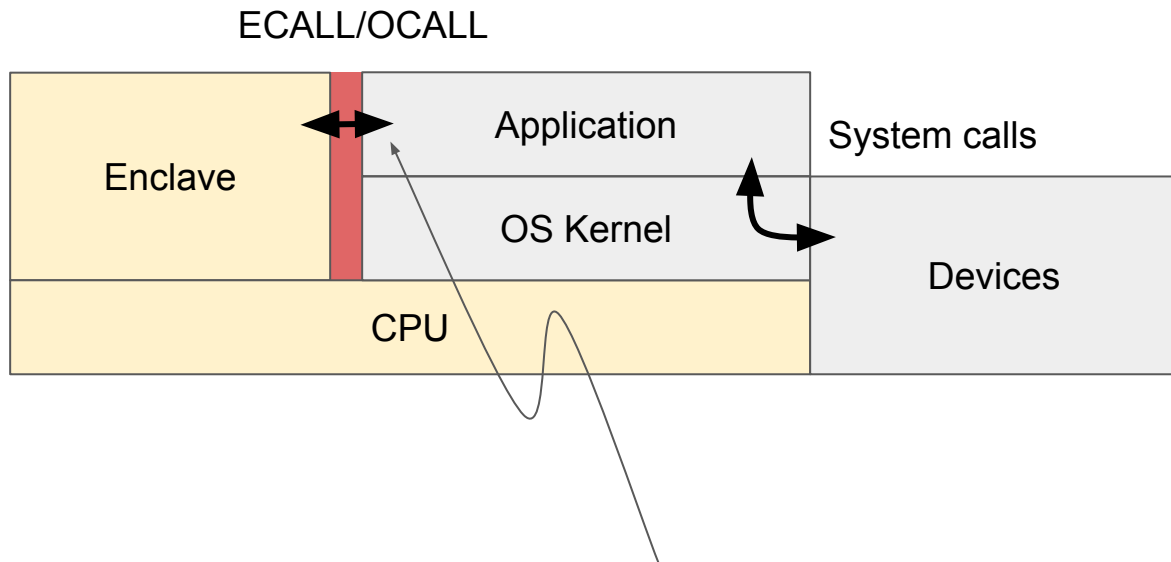 ECALL/OCALL
Application
System calls
Enclave
OS Kernel
Devices
CPU